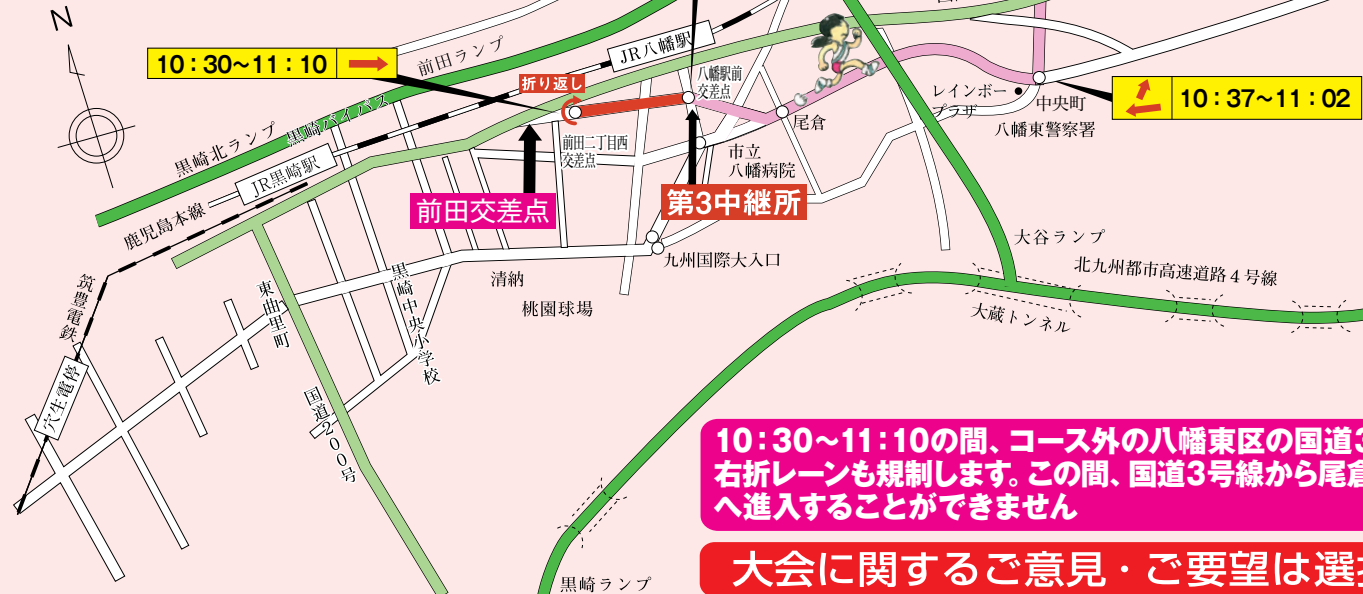 N
10：30～11：10
前田ランプ
JR八幡駅
折り返し
八幡駅前
交差点
レインボー
プラザ
中央町
10：37～11：02
八幡東警察署
尾倉
黒崎北ランプ
黒崎バイパス
前田二丁目西
交差点
市立
八幡病院
JR黒崎駅
前田交差点
第3中継所
鹿児島本線
九州国際大入口
大谷ランプ
北九州都市高速道路4号線
大蔵トンネル
清納
桃園球場
筑豊電鉄
東曲里町
黒崎中央小学校
穴生電停
国道200号
10：30～11：10の間、コース外の八幡東区の国道3
右折レーンも規制します。この間、国道3号線から尾倉
へ進入することができません
大会に関するご意見・ご要望は選
黒崎ランプ